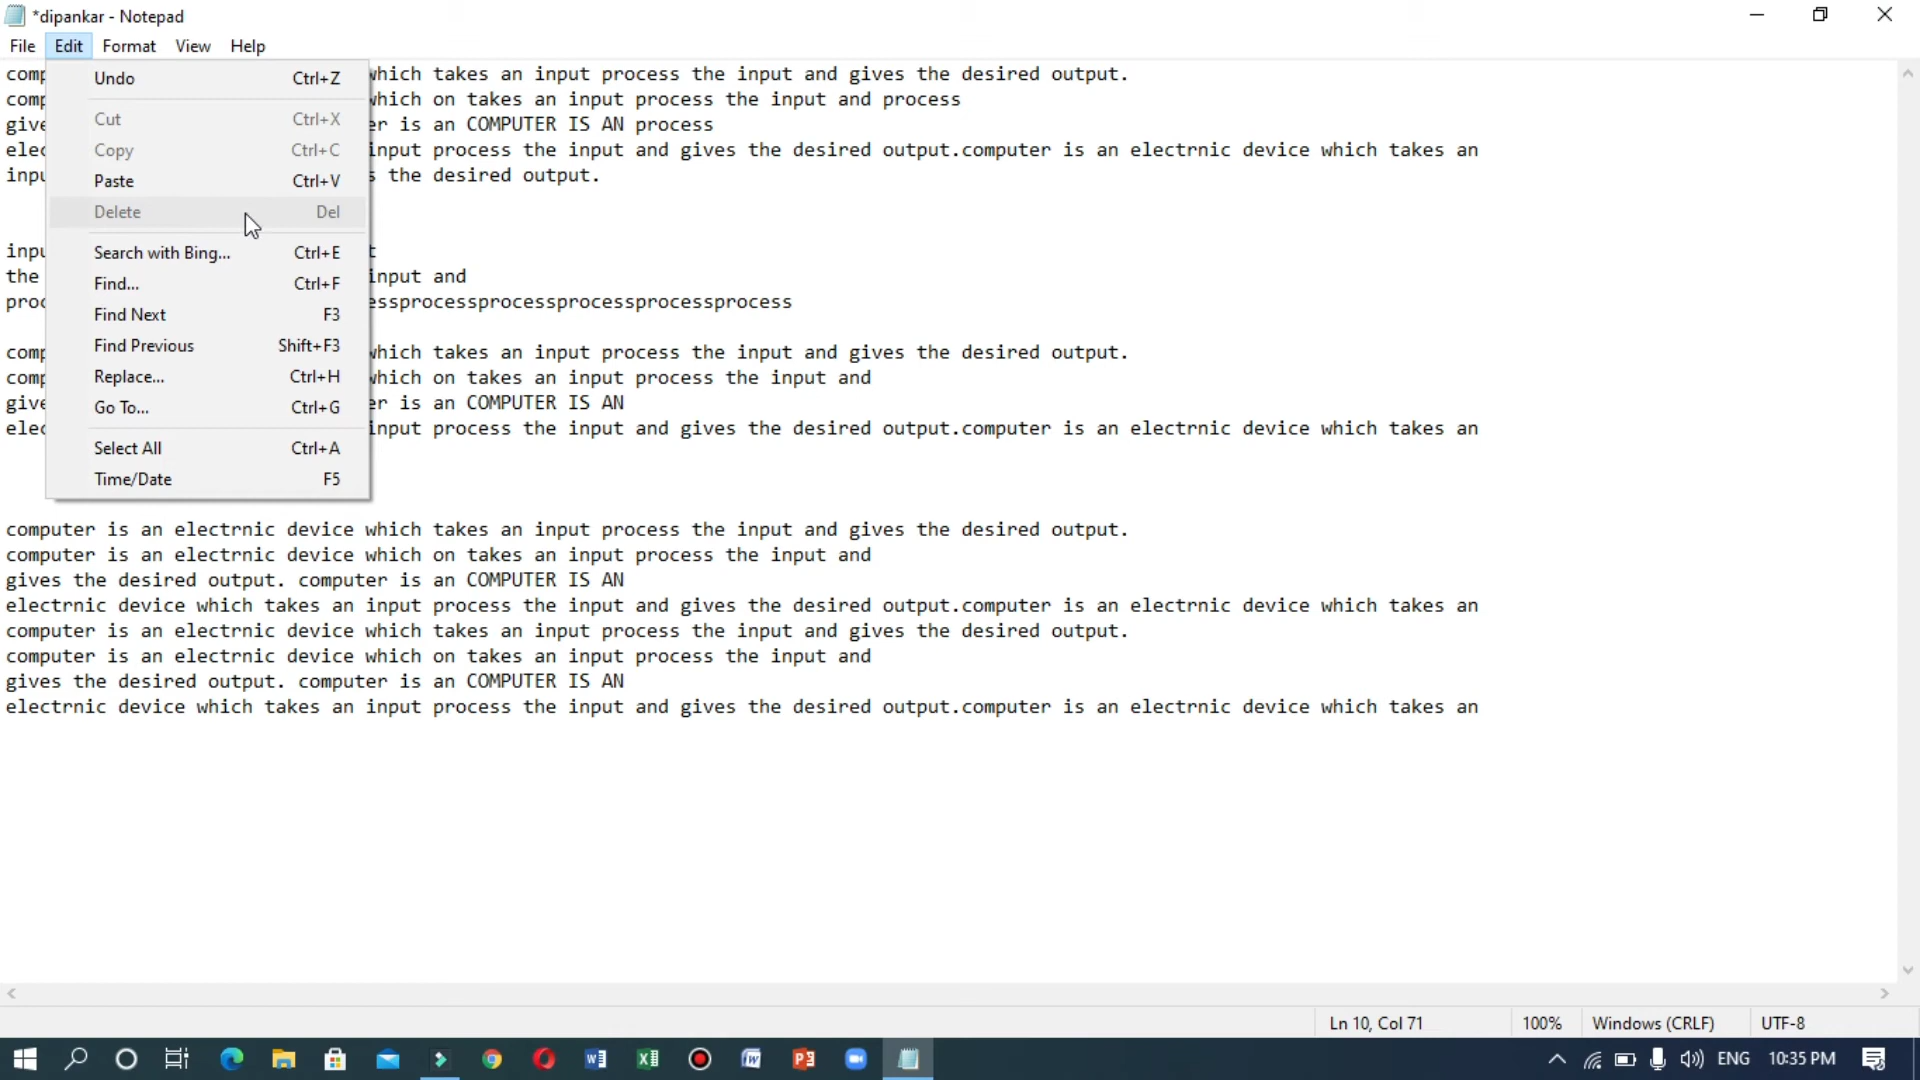 *dipankar - Notepad
File Edit Format View Help
Undo Ctrl+Z
Cut Ctrl+X
Copy Ctrl+C
Paste Ctrl+V
Delete Del
Search with Bing... Ctrl+E
Find... Ctrl+F
Find Next F3
Find Previous Shift+F3
Replace... Ctrl+H
Go To... Ctrl+G
Select All Ctrl+A
Time/Date F5
comp which takes an input process the input and gives the desired output.
comp which on takes an input process the input and process
give er is an COMPUTER IS AN process
elec input process the input and gives the desired output.computer is an electrnic device which takes an
inpu s the desired output.
inpu t
the input and
proc essprocessprocessprocessprocessprocess
comp which takes an input process the input and gives the desired output.
comp which on takes an input process the input and
give er is an COMPUTER IS AN
elec input process the input and gives the desired output.computer is an electrnic device which takes an
computer is an electrnic device which takes an input process the input and gives the desired output.
computer is an electrnic device which on takes an input process the input and
gives the desired output. computer is an COMPUTER IS AN
electrnic device which takes an input process the input and gives the desired output.computer is an electrnic device which takes an
computer is an electrnic device which takes an input process the input and gives the desired output.
computer is an electrnic device which on takes an input process the input and
gives the desired output. computer is an COMPUTER IS AN
electrnic device which takes an input process the input and gives the desired output.computer is an electrnic device which takes an
Ln 10, Col 71 100% Windows (CRLF) UTF-8
ENG 10:35 PM